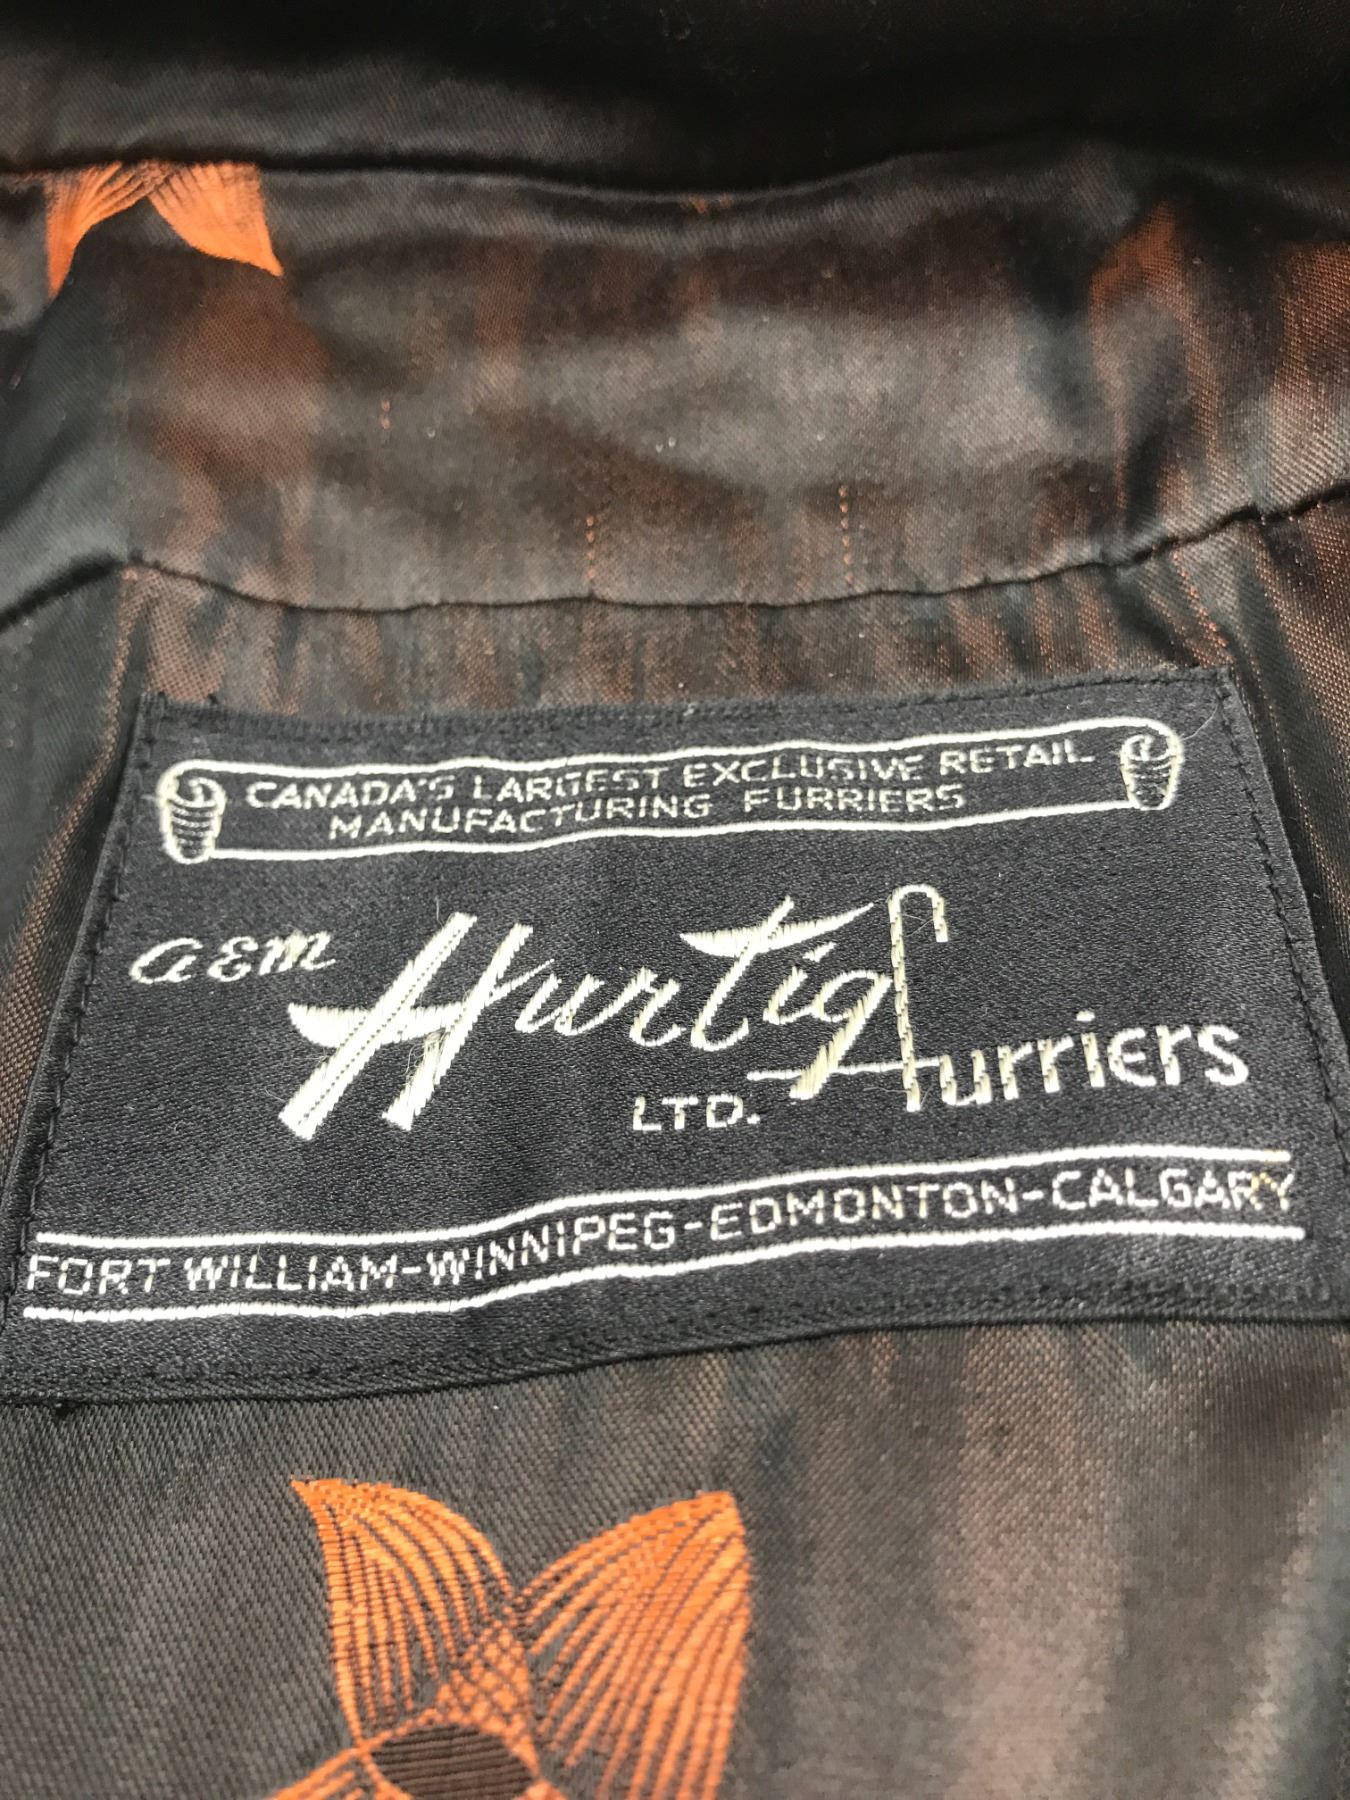 CANADA'S LARGEST EXCLUSIVE RETAIL
MANUFACTURING FURRIERS
A&M Hurtig Furriers
LTD.
FORT WILLIAM-WINNIPEG-EDMONTON-CALGARY